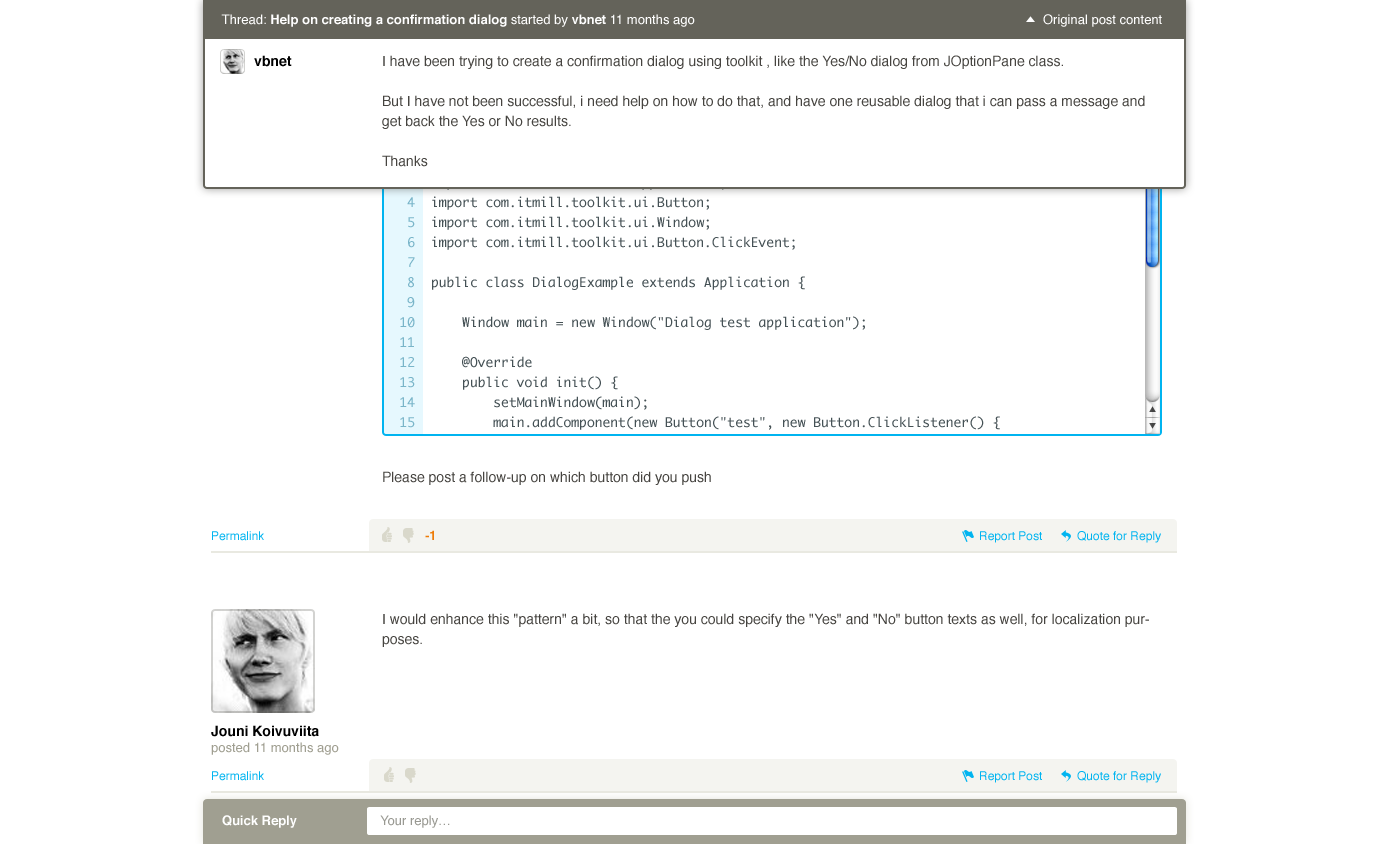 Thread: Help on creating a confirmation dialog started by vbnet 11 months ago
Original post content
vbnet
I have been trying to create a confirmation dialog using toolkit , like the Yes/No dialog from JOptionPane class.
But I have not been successful, i need help on how to do that, and have one reusable dialog that i can pass a message and
get back the Yes or No results.
Thanks
4 import com.itmill.toolkit.ui.Button;
5 import com.itmill.toolkit.ui.Window;
6 import com.itmill.toolkit.ui.Button.ClickEvent;
7
8 public class DialogExample extends Application {
9
10 Window main = new Window("Dialog test application");
11
12 @Override
13 public void init() {
14 setMainWindow(main);
15 main.addComponent(new Button("test", new Button.ClickListener() {
Please post a follow-up on which button did you push
Permalink
-1
Report Post
Quote for Reply
I would enhance this "pattern" a bit, so that the you could specify the "Yes" and "No" button texts as well, for localization pur-
poses.
Jouni Koivuviita
posted 11 months ago
Permalink
Report Post
Quote for Reply
Quick Reply
Your reply...